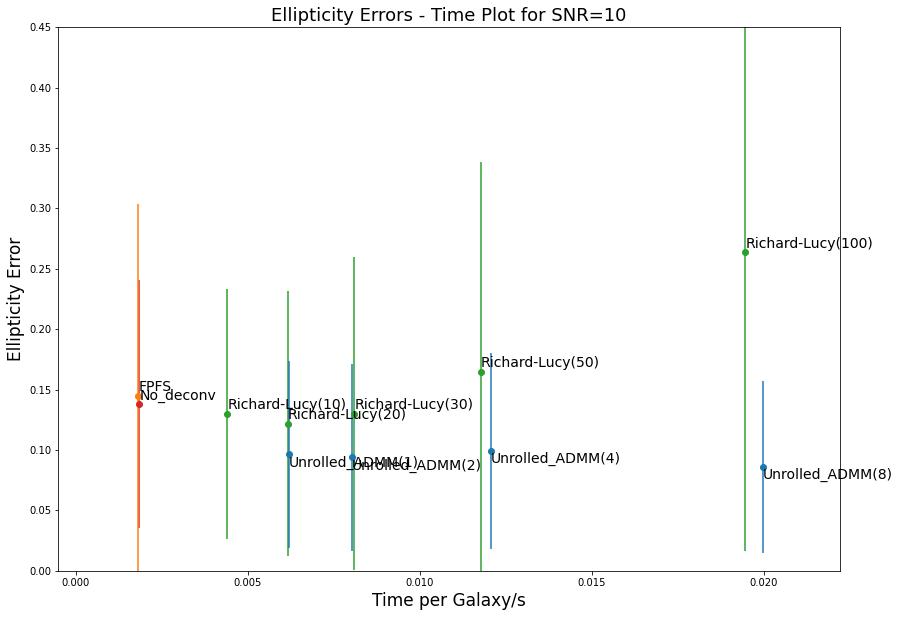 Ellipticity Errors - Time Plot for SNR=10
Ellipticity Error
0.45
0.40
0.35
0.30
0.25
0.20
0.15
0.10
0.05
0.00
Richard-Lucy(100)
Richard-Lucy(50)
FPFS
No_deconv
Richard-Lucy(10)
Richard-Lucy(30)
Richard-Lucy(20)
Unrolled_ADMM(1)
Unrolled_ADMM(2)
Unrolled_ADMM(4)
Unrolled_ADMM(8)
0.000
0.005
0.010
0.015
0.020
Time per Galaxy/s